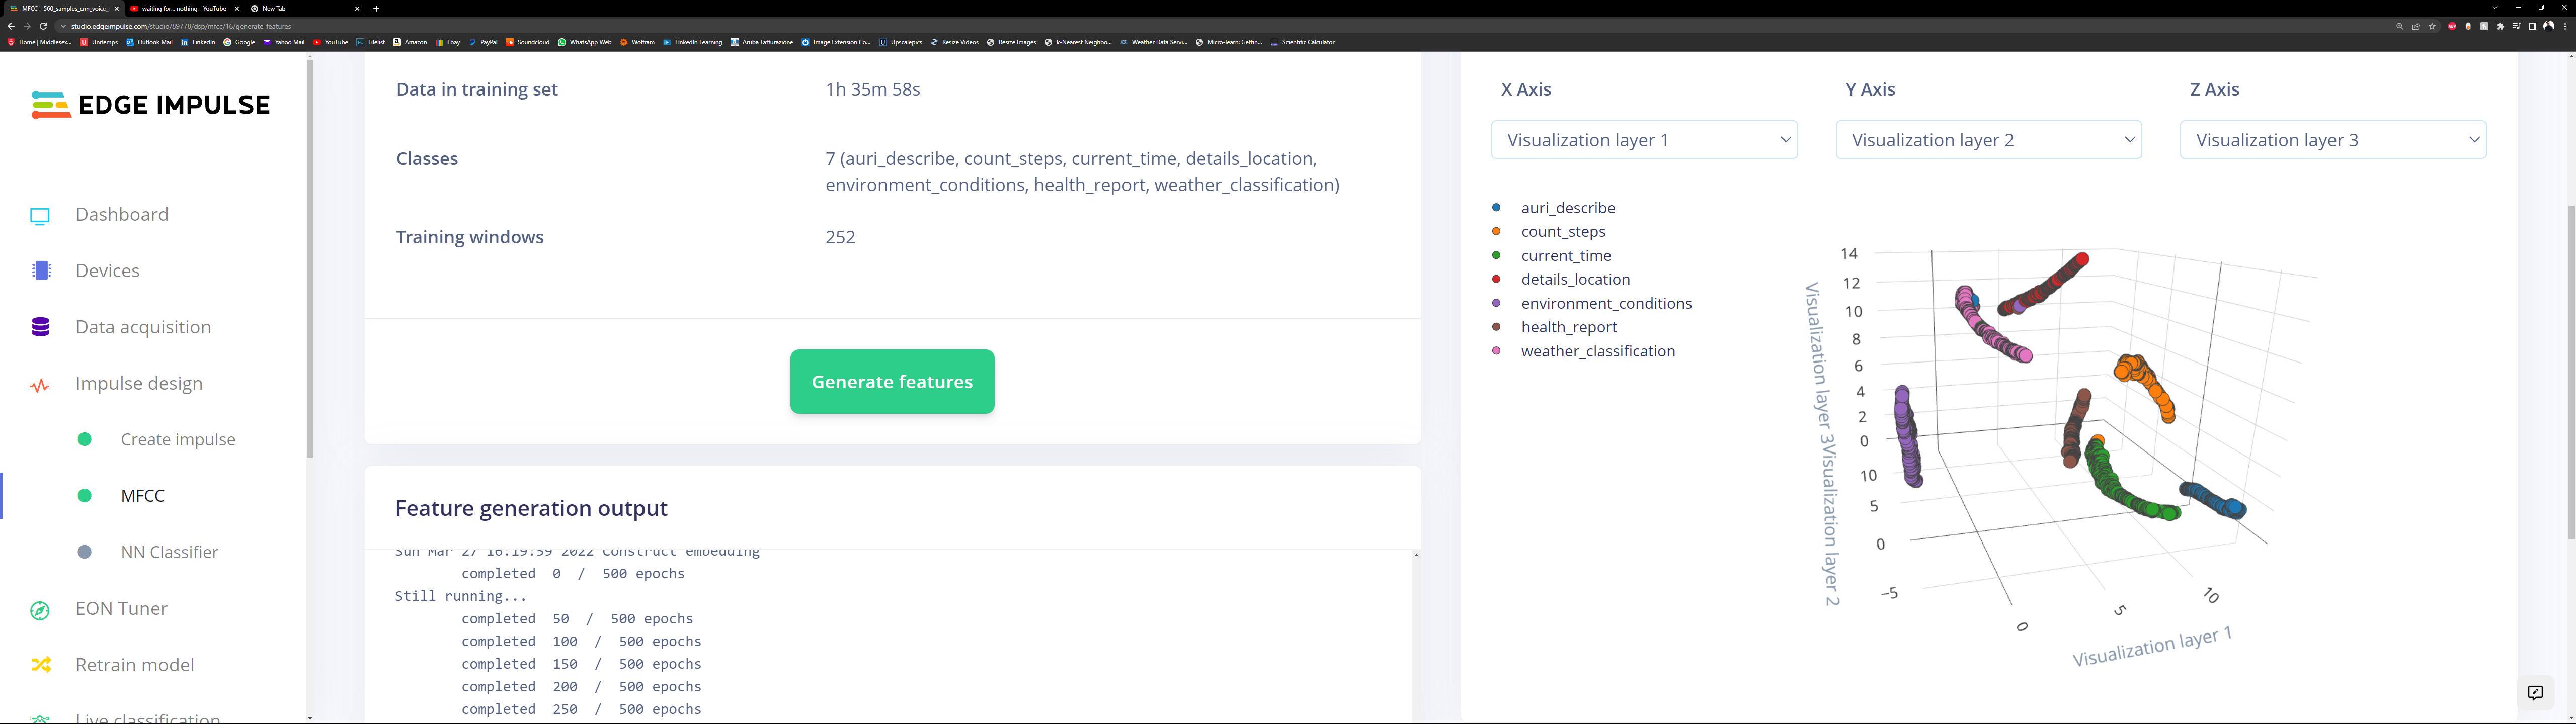 MFCC - 560_samples_cnn_voice_
waiting for... nothing - YouTube
New Tab
studio.edgeimpulse.com/studio/89778/dsp/mfcc/16/generate-features
Home | Middlesex...
Unitemps
Outlook Mail
LinkedIn
Google
Yahoo Mail
YouTube
Filelist
Amazon
Ebay
PayPal
Soundcloud
WhatsApp Web
Wolfram
LinkedIn Learning
Aruba Fatturazione
Image Extension Co...
Upscalepics
Resize Videos
Resize Images
k-Nearest Neighbo...
Weather Data Servi...
Micro-learn: Gettin...
Scientific Calculator
EDGE IMPULSE
Dashboard
Devices
Data acquisition
Impulse design
Create impulse
MFCC
NN Classifier
EON Tuner
Retrain model
Live classification
Data in training set
1h 35m 58s
Classes
7 (auri_describe, count_steps, current_time, details_location,
environment_conditions, health_report, weather_classification)
Training windows
252
Generate features
Feature generation output
Sun Mar 27 16:19:59 2022 Construct embedding
completed 0 / 500 epochs
Still running...
completed 50 / 500 epochs
completed 100 / 500 epochs
completed 150 / 500 epochs
completed 200 / 500 epochs
completed 250 / 500 epochs
X Axis
Y Axis
Z Axis
Visualization layer 1
Visualization layer 2
Visualization layer 3
auri_describe
count_steps
current_time
details_location
environment_conditions
health_report
weather_classification
14
12
10
8
6
4
2
0
10
5
0
−5
0
5
10
Visualization layer 3
Visualization layer 2
Visualization layer 1